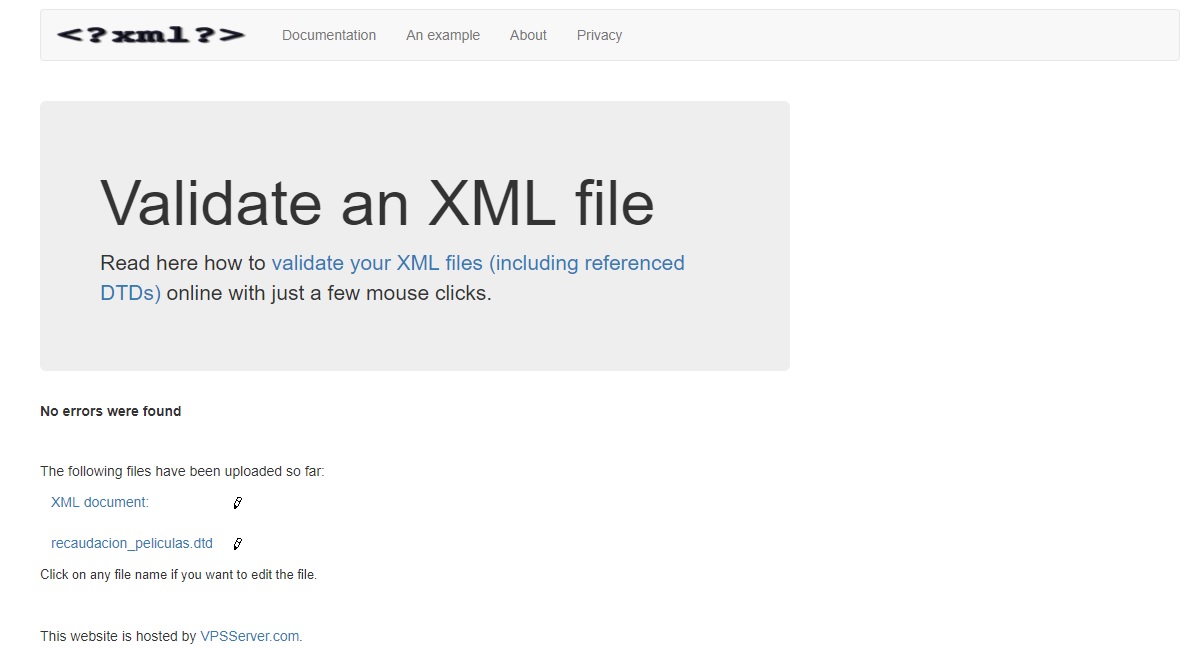 <?xml?> Documentation An example About Privacy
Validate an XML file
Read here how to validate your XML files (including referenced
DTDs) online with just a few mouse clicks.
No errors were found
The following files have been uploaded so far:
XML document:
recaudacion_peliculas.dtd
Click on any file name if you want to edit the file.
This website is hosted by VPSServer.com.